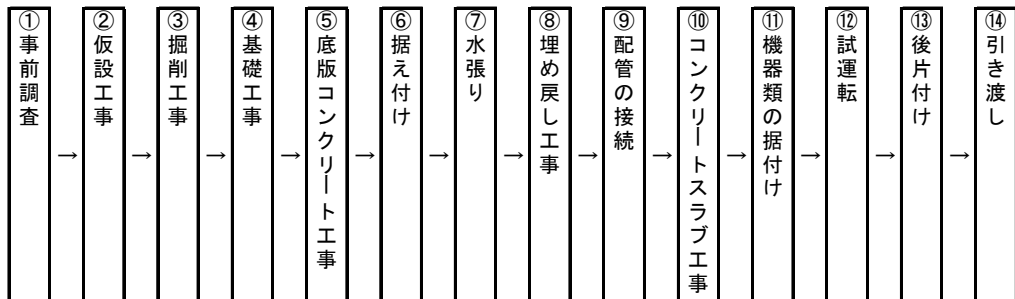 ①事前調査
→
②仮設工事
→
③掘削工事
→
④基礎工事
→
⑤底版コンクリート工事
→
⑥据え付け
→
⑦水張り
→
⑧埋め戻し工事
→
⑨配管の接続
→
⑩コンクリートスラブ工事
→
⑪機器類の据付け
→
⑫試運転
→
⑬後片付け
→
⑭引き渡し